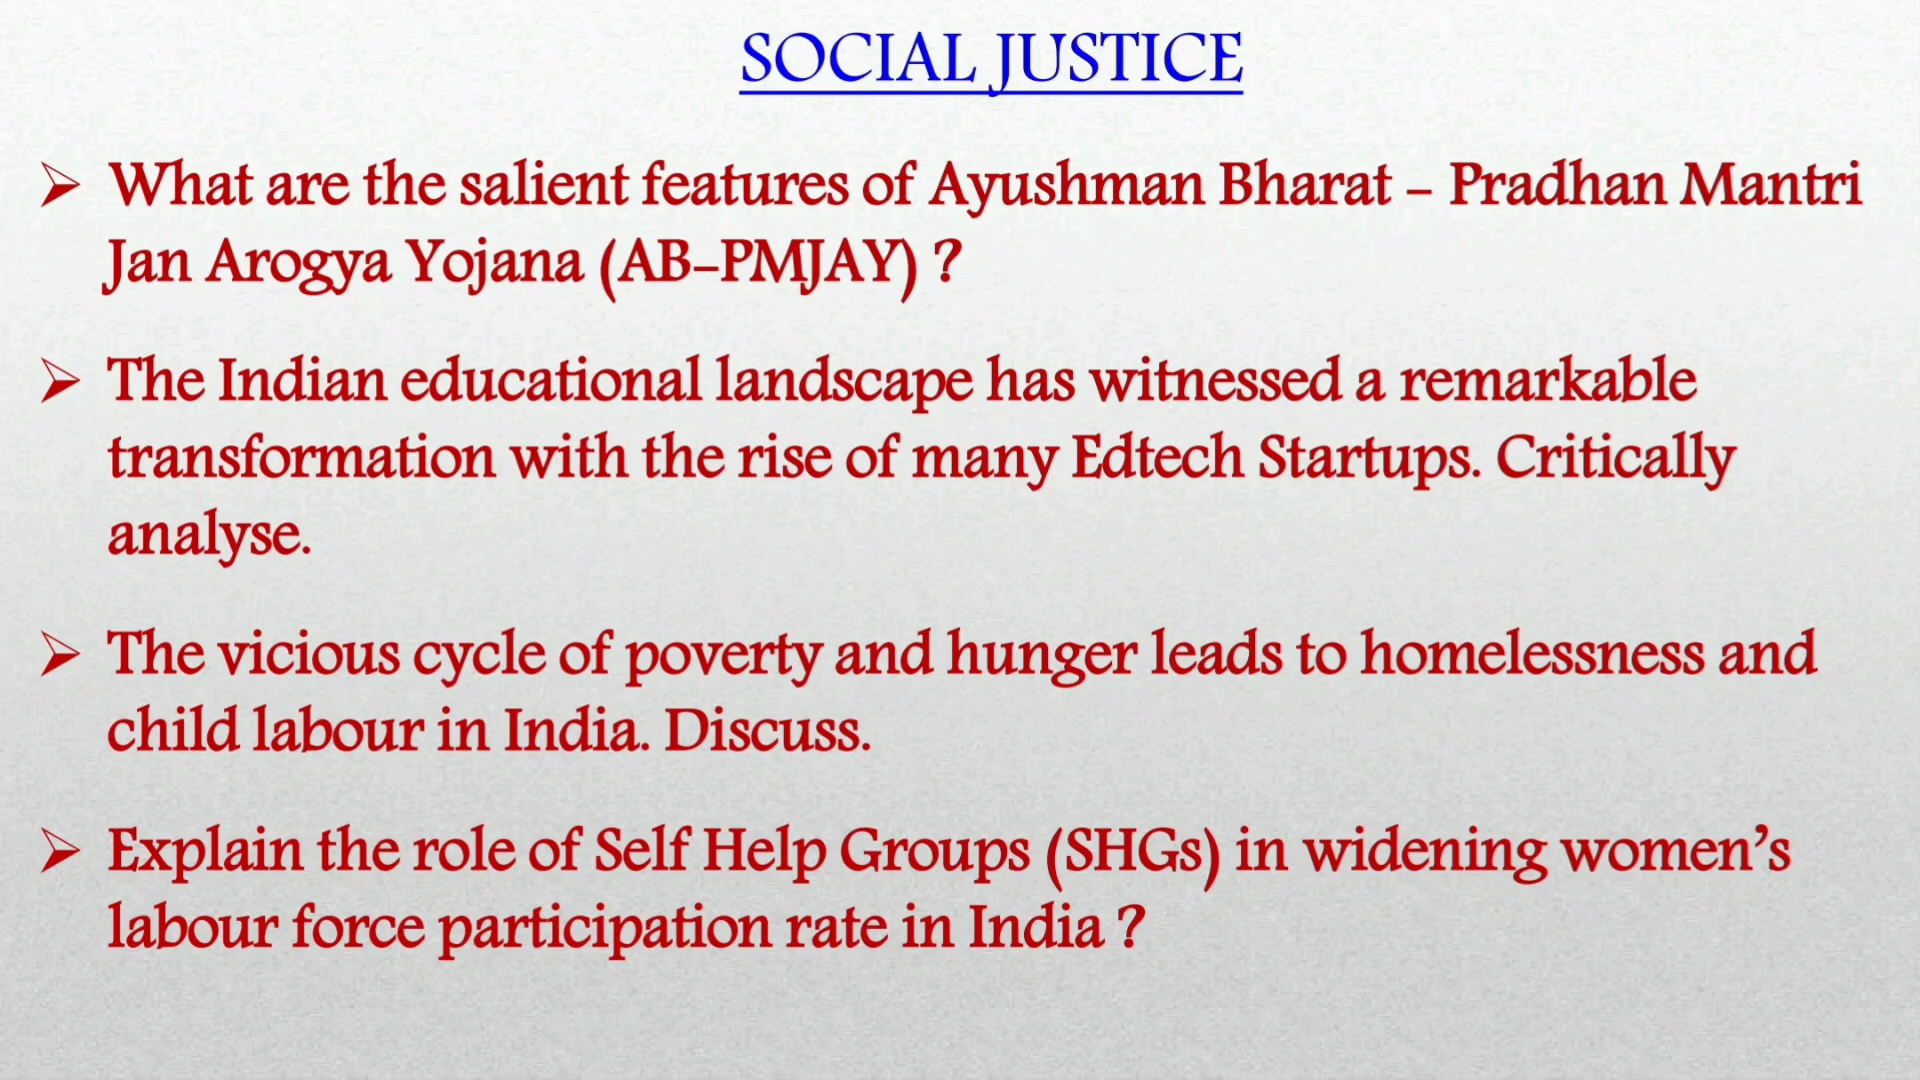 SOCIAL JUSTICE
➢ What are the salient features of Ayushman Bharat – Pradhan Mantri
Jan Arogya Yojana (AB-PMJAY) ?
➢ The Indian educational landscape has witnessed a remarkable
transformation with the rise of many Edtech Startups. Critically
analyse.
➢ The vicious cycle of poverty and hunger leads to homelessness and
child labour in India. Discuss.
➢ Explain the role of Self Help Groups (SHGs) in widening women’s
labour force participation rate in India ?